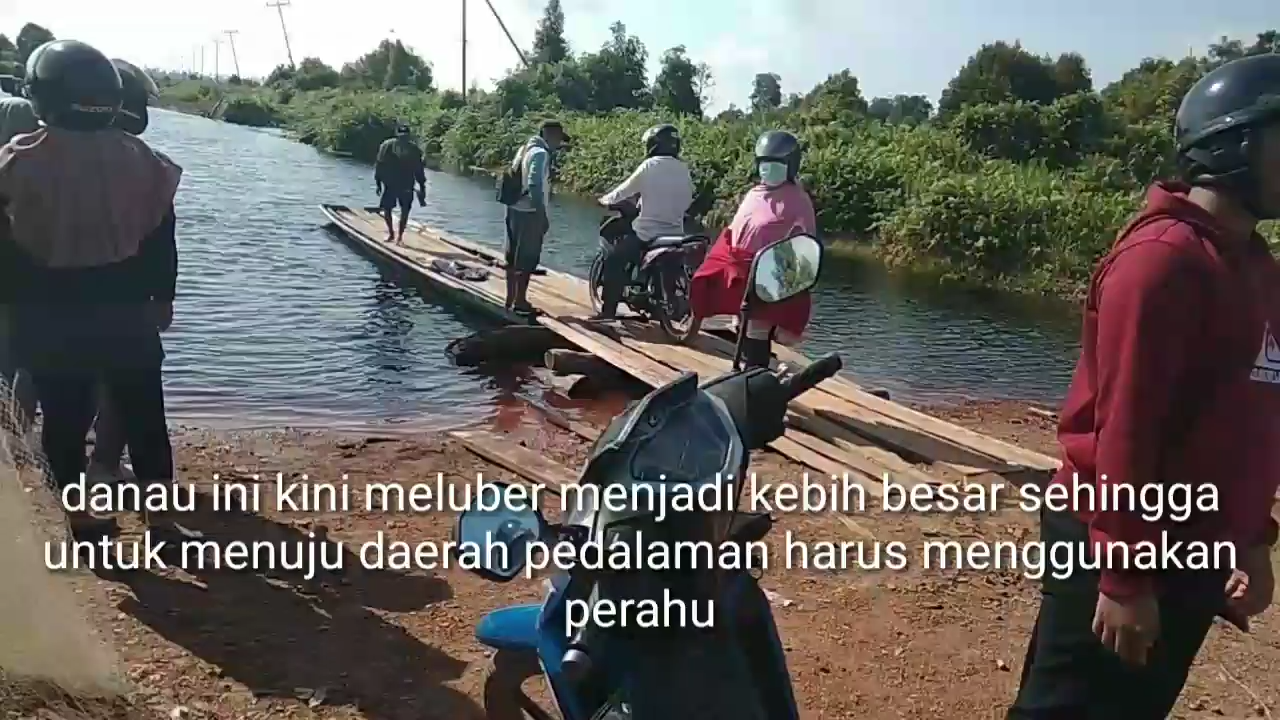 danau ini kini meluber menjadi kebih besar sehingga
untuk menuju daerah pedalaman harus menggunakan
perahu